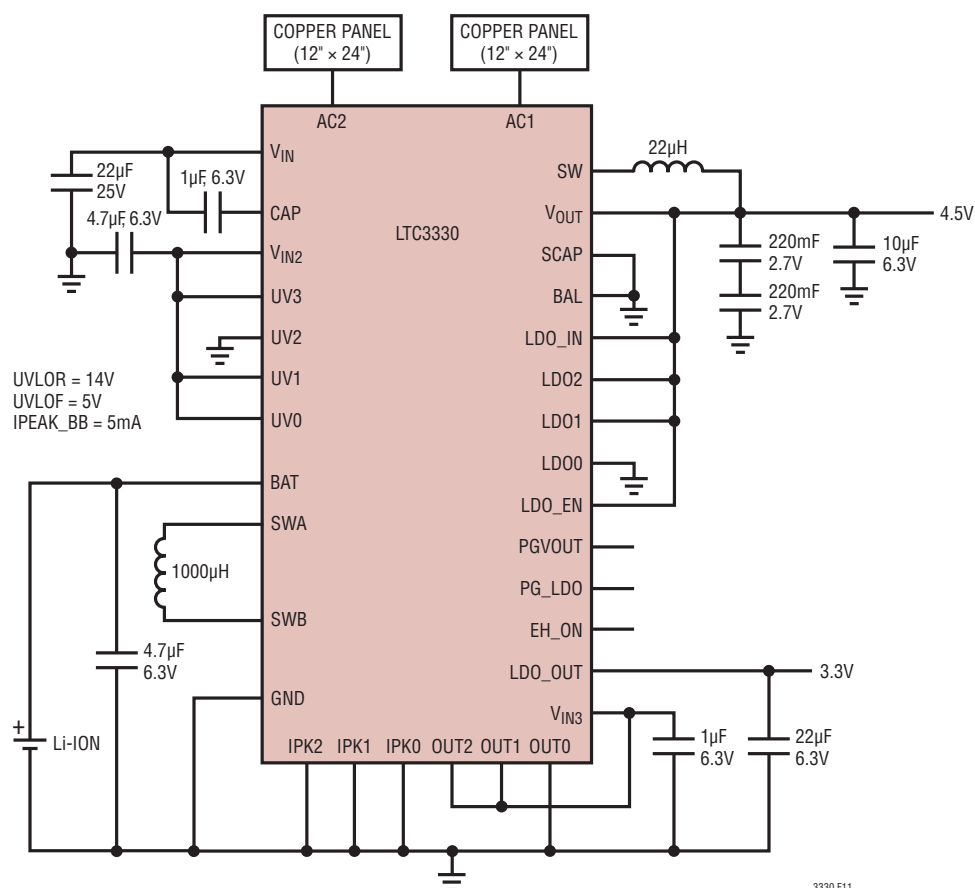 COPPER PANEL
(12" × 24")
COPPER PANEL
(12" × 24")
AC2
AC1
VIN
CAP
VIN2
UV3
UV2
UV1
UV0
BAT
SWA
SWB
GND
LTC3330
SW
VOUT
SCAP
BAL
LDO_IN
LDO2
LDO1
LDO0
LDO_EN
PGVOUT
PG_LDO
EH_ON
LDO_OUT
VIN3
IPK2
IPK1
IPK0
OUT2
OUT1
OUT0
22µF
25V
1µF, 6.3V
4.7µF, 6.3V
UVLOR = 14V
UVLOF = 5V
IPEAK_BB = 5mA
1000µH
4.7µF
6.3V
+
Li-ION
22µH
4.5V
220mF
2.7V
220mF
2.7V
10µF
6.3V
3.3V
1µF
6.3V
22µF
6.3V
3330 F11